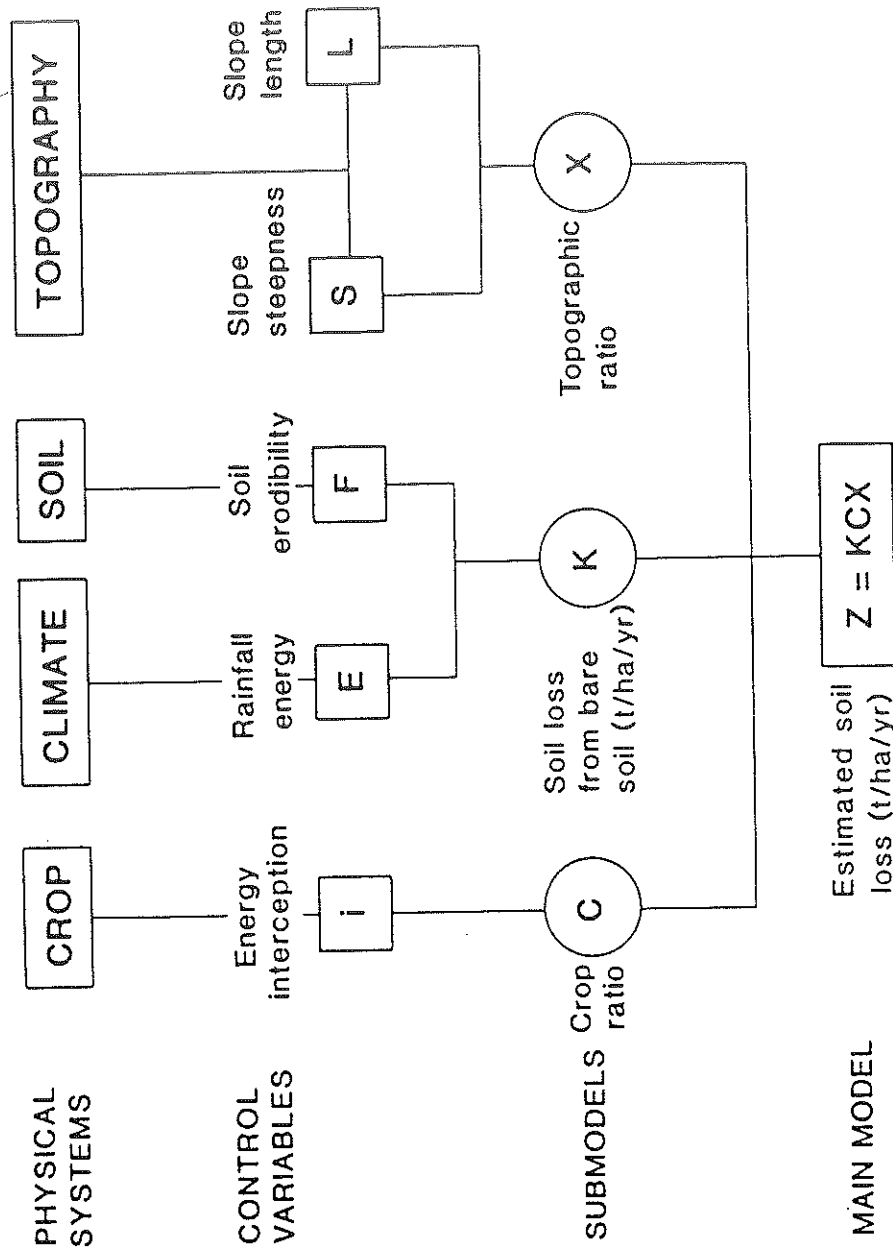 PHYSICAL
SYSTEMS
CROP
CLIMATE
SOIL
TOPOGRAPHY
CONTROL
VARIABLES
Energy
interception
i
Rainfall
energy
E
Soil
erodibility
F
Slope
steepness
S
Slope
length
L
SUBMODELS
Crop
ratio
C
Soil loss
from bare
soil (t/ha/yr)
K
Topographic
ratio
X
MAIN MODEL
Estimated soil
loss (t/ha/yr)
Z = KCX